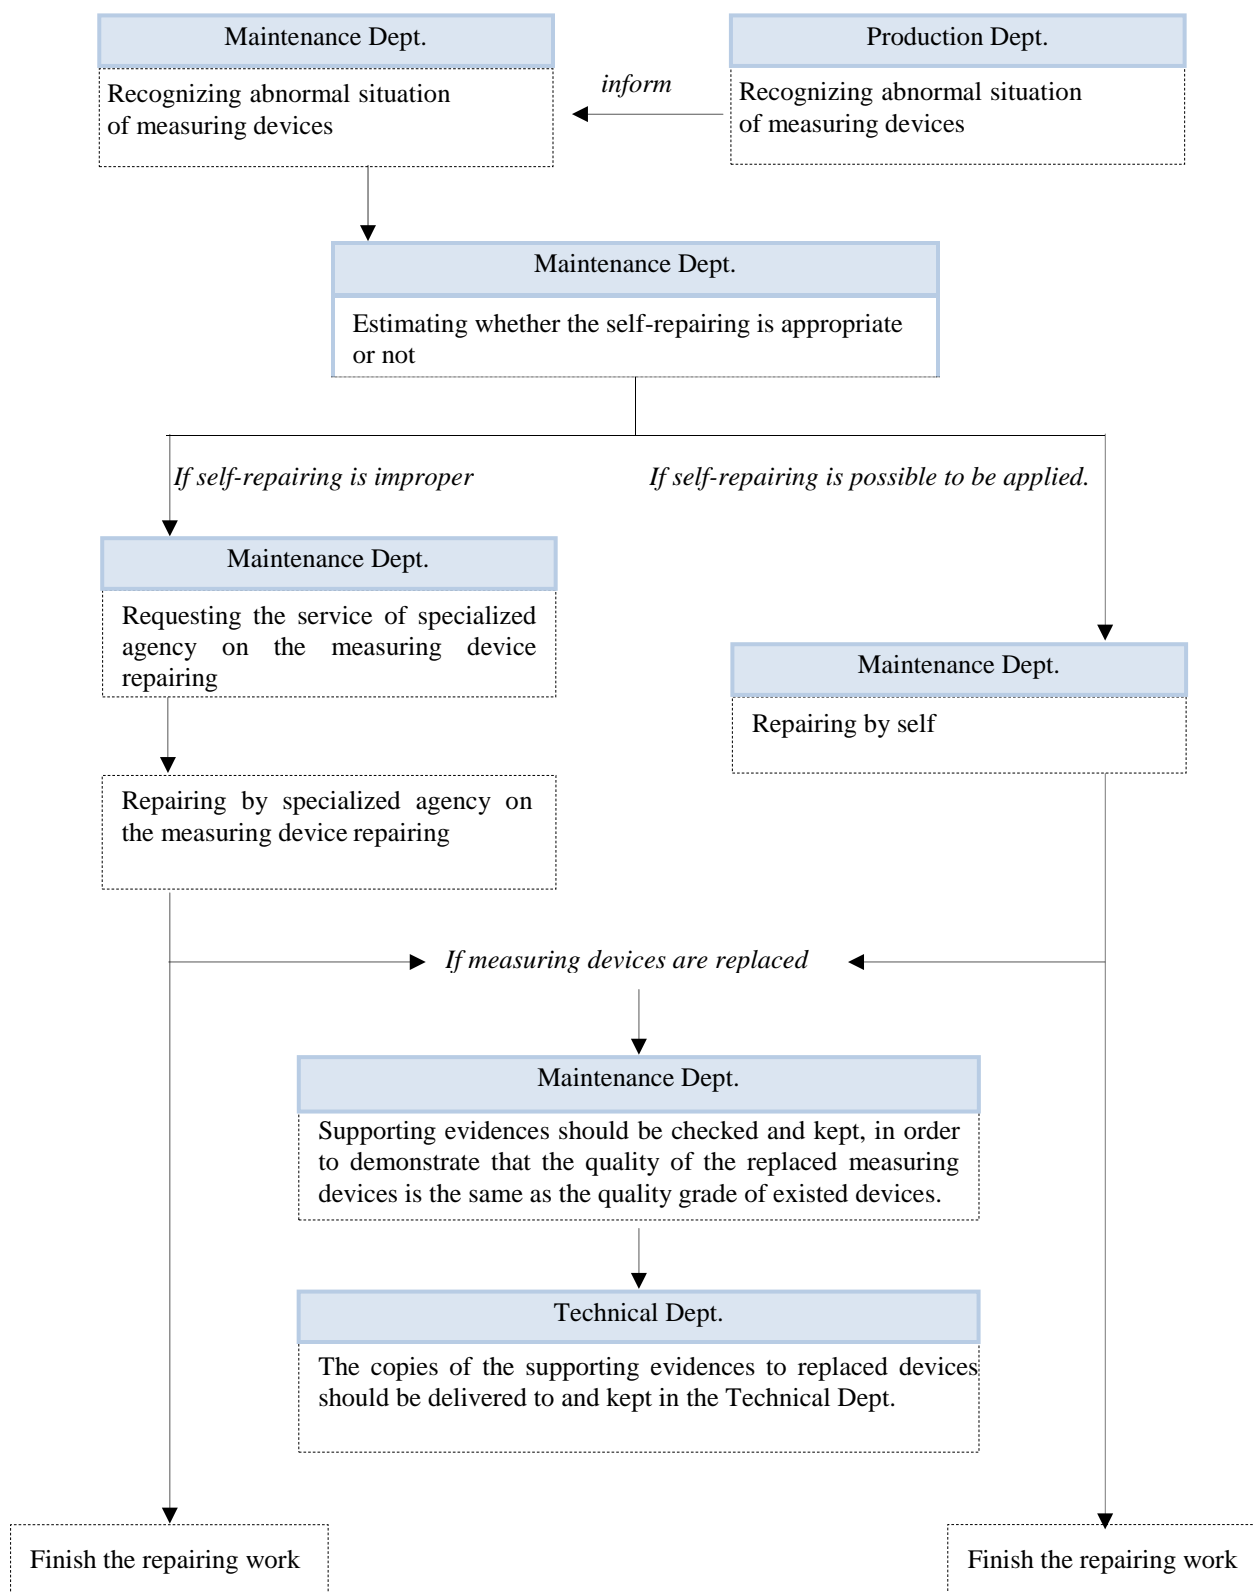 Maintenance Dept.
Recognizing abnormal situation
of measuring devices
inform
Production Dept.
Recognizing abnormal situation
of measuring devices
Maintenance Dept.
Estimating whether the self-repairing is appropriate
or not
If self-repairing is improper
If self-repairing is possible to be applied.
Maintenance Dept.
Requesting the service of specialized
agency on the measuring device
repairing
Maintenance Dept.
Repairing by self
Repairing by specialized agency on
the measuring device repairing
If measuring devices are replaced
Maintenance Dept.
Supporting evidences should be checked and kept, in order
to demonstrate that the quality of the replaced measuring
devices is the same as the quality grade of existed devices.
Technical Dept.
The copies of the supporting evidences to replaced devices
should be delivered to and kept in the Technical Dept.
Finish the repairing work
Finish the repairing work